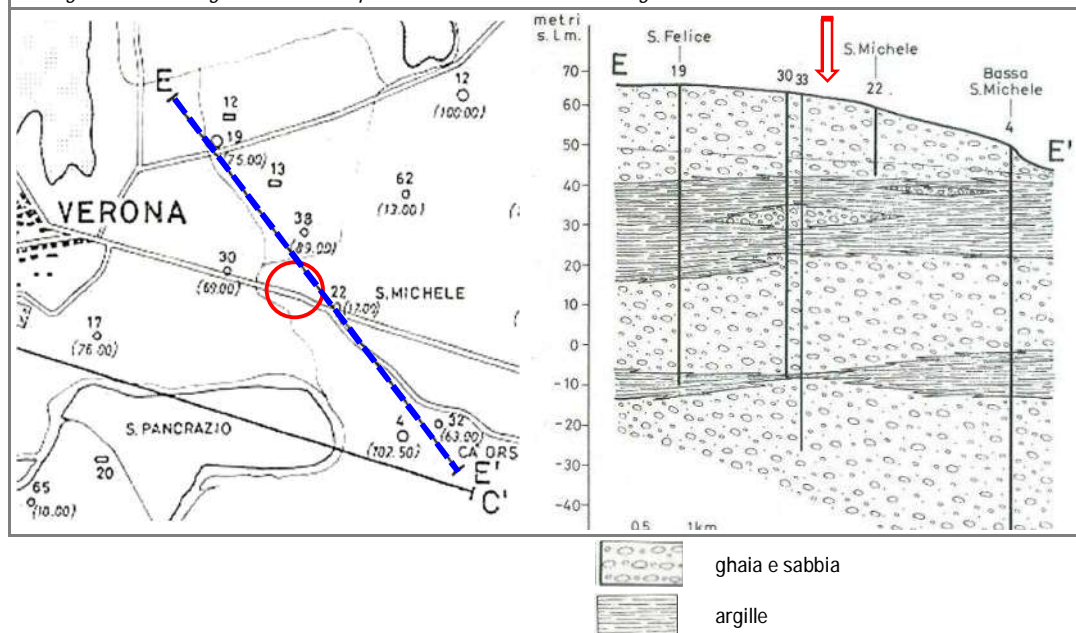 E
12
19
(75.00)
12
(100.00)
13
62
(13.00)
VERONA
38
(89.00)
30
(69.00)
22
(17.00)
S.MICHELE
17
(76.00)
S. PANCRAZIO
20
4
(102.50)
52
(63.00)
CA' ORS
E'
C'
65
(10.00)
metri
s.l.m.
S. Felice
S.Michele
Bassa
S.Michele
E
19
30
33
22
4
E'
70
60
50
40
30
20
10
0
-10
-20
-30
-40
0.5
1km
ghaia e sabbia
argille